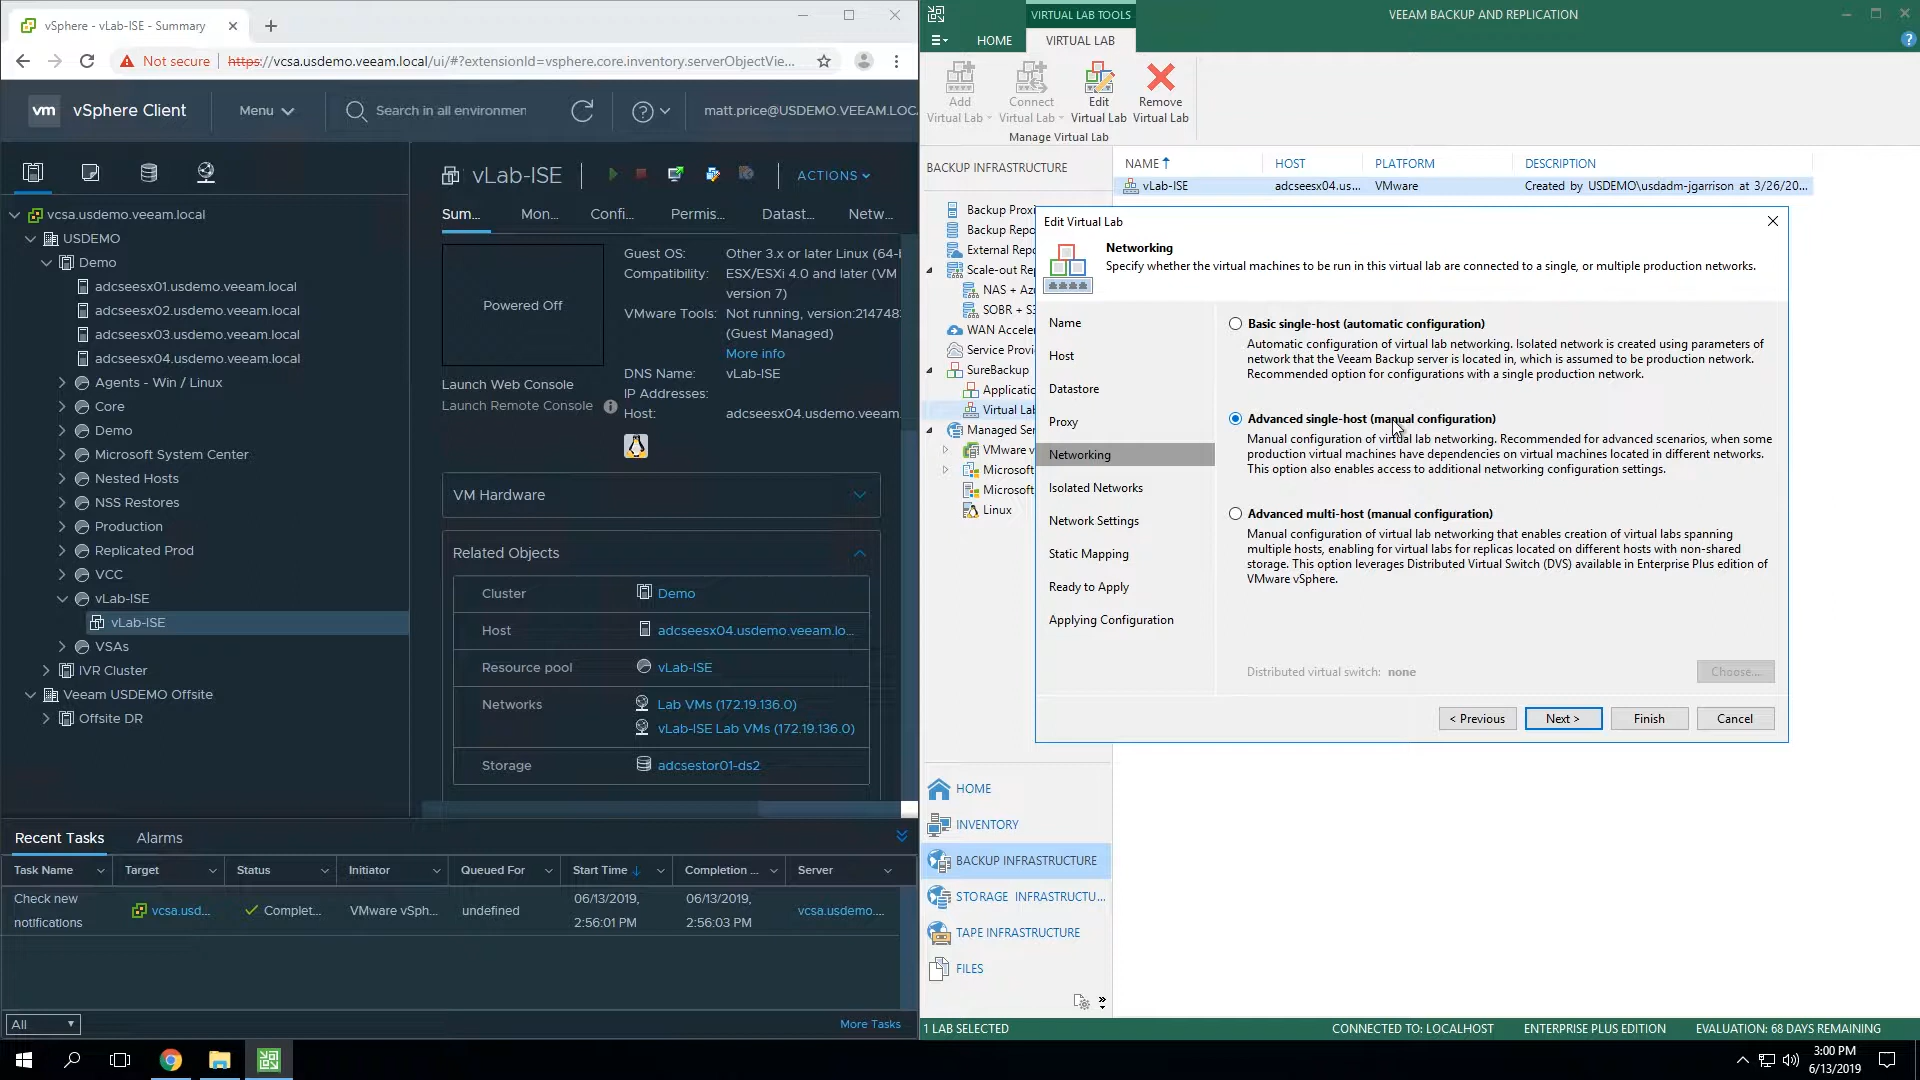 vSphere - vLab-ISE - Summary
Not secure
https://vcsa.usdemo.veeam.local/ui/#?extensionId=vsphere.core.inventory.serverObjectVie...
vm
vSphere Client
Menu
Search in all environmen
matt.price@USDEMO.VEEAM.LOC
vcsa.usdemo.veeam.local
USDEMO
Demo
adcseesx01.usdemo.veeam.local
adcseesx02.usdemo.veeam.local
adcseesx03.usdemo.veeam.local
adcseesx04.usdemo.veeam.local
Agents - Win / Linux
Core
Demo
Microsoft System Center
Nested Hosts
NSS Restores
Production
Replicated Prod
VCC
vLab-ISE
vLab-ISE
VSAs
IVR Cluster
Veeam USDEMO Offsite
Offsite DR
vLab-ISE
ACTIONS
Sum...
Mon...
Confi...
Permis...
Datast...
Netw...
Powered Off
Launch Web Console
Launch Remote Console
Guest OS:
Other 3.x or later Linux (64-
Compatibility:
ESX/ESXi 4.0 and later (VM
version 7)
VMware Tools:
Not running, version:214748
(Guest Managed)
More info
DNS Name:
vLab-ISE
IP Addresses:
Host:
adcseesx04.usdemo.veeam.
VM Hardware
Related Objects
Cluster
Demo
Host
adcseesx04.usdemo.veeam.lo...
Resource pool
vLab-ISE
Networks
Lab VMs (172.19.136.0)
vLab-ISE Lab VMs (172.19.136.0)
Storage
adcsestor01-ds2
Recent Tasks
Alarms
Task Name
Target
Status
Initiator
Queued For
Start Time
Completion ...
Server
Check new
notifications
vcsa.usd...
Complet...
VMware vSph...
undefined
06/13/2019,
2:56:01 PM
06/13/2019,
2:56:03 PM
vcsa.usdemo....
All
More Tasks
VIRTUAL LAB TOOLS
VEEAM BACKUP AND REPLICATION
HOME
VIRTUAL LAB
Add
Virtual Lab
Connect
Virtual Lab
Edit
Virtual Lab
Remove
Virtual Lab
Manage Virtual Lab
BACKUP INFRASTRUCTURE
Backup Proxi
Backup Repo
External Repo
Scale-out Rep
NAS + Az
SOBR + S3
WAN Acceler
Service Provi
SureBackup
Applicatic
Virtual Lab
Managed Ser
VMware v
Microsoft
Microsoft
Linux
NAME
HOST
PLATFORM
DESCRIPTION
vLab-ISE
adcseesx04.us...
VMware
Created by USDEMO\usdadm-jgarrison at 3/26/20...
Edit Virtual Lab
Networking
Specify whether the virtual machines to be run in this virtual lab are connected to a single, or multiple production networks.
Name
Host
Datastore
Proxy
Networking
Isolated Networks
Network Settings
Static Mapping
Ready to Apply
Applying Configuration
Basic single-host (automatic configuration)
Automatic configuration of virtual lab networking. Isolated network is created using parameters of
network that the Veeam Backup server is located in, which is assumed to be production network.
Recommended option for configurations with a single production network.
Advanced single-host (manual configuration)
Manual configuration of virtual lab networking. Recommended for advanced scenarios, when some
production virtual machines have dependencies on virtual machines located in different networks.
This option also enables access to additional networking configuration settings.
Advanced multi-host (manual configuration)
Manual configuration of virtual lab networking that enables creation of virtual labs spanning
multiple hosts, enabling for virtual labs for replicas located on different hosts with non-shared
storage. This option leverages Distributed Virtual Switch (DVS) available in Enterprise Plus edition of
VMware vSphere.
Distributed virtual switch: none
Choose...
< Previous
Next >
Finish
Cancel
HOME
INVENTORY
BACKUP INFRASTRUCTURE
STORAGE INFRASTRUCTU...
TAPE INFRASTRUCTURE
FILES
1 LAB SELECTED
CONNECTED TO: LOCALHOST
ENTERPRISE PLUS EDITION
EVALUATION: 68 DAYS REMAINING
3:00 PM
6/13/2019